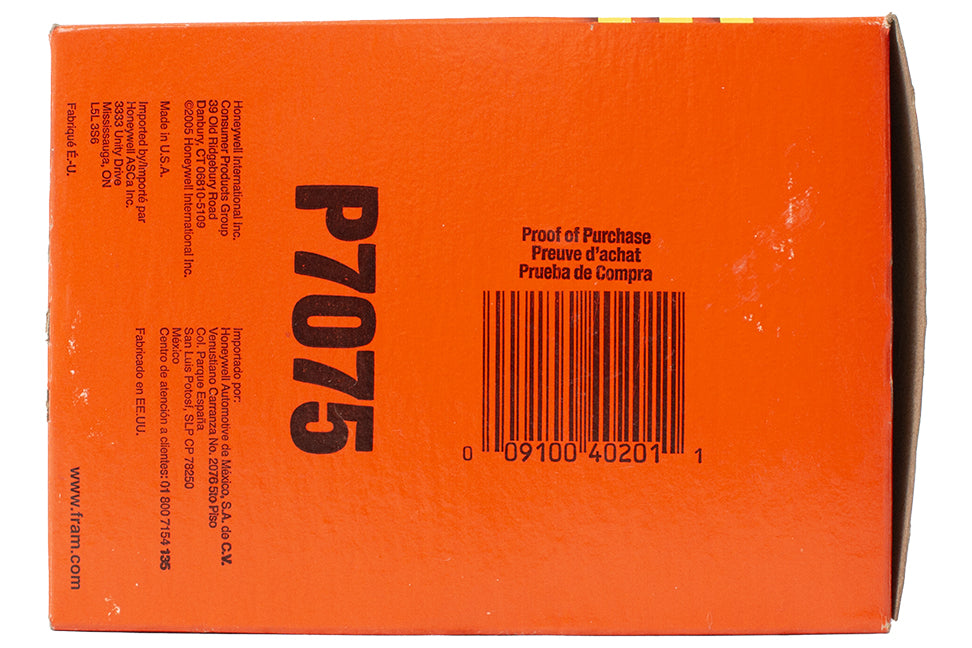 Proof of Purchase
Preuve d'achat
Prueba de Compra
0 09100 40201 1
P7075
Honeywell International Inc.
Consumer Products Group
39 Old Ridgebury Road
Danbury, CT 06810-5109
©2005 Honeywell International Inc.
Made in U.S.A.
Imported by/Importé par
Honeywell ASCa Inc.
3333 Unity Drive
Mississauga, ON
L5L 3S6
Fabriqué É.-U.
Importado por:
Honeywell Automotive de México, S.A. de C.V.
Venustiano Carranza No. 2076 5to Piso
Col. Parque España
San Luis Potosí, SLP CP 78250
México
Centro de atención a clientes: 01 800 7154 135
Fabricado en EE.UU.
www.fram.com